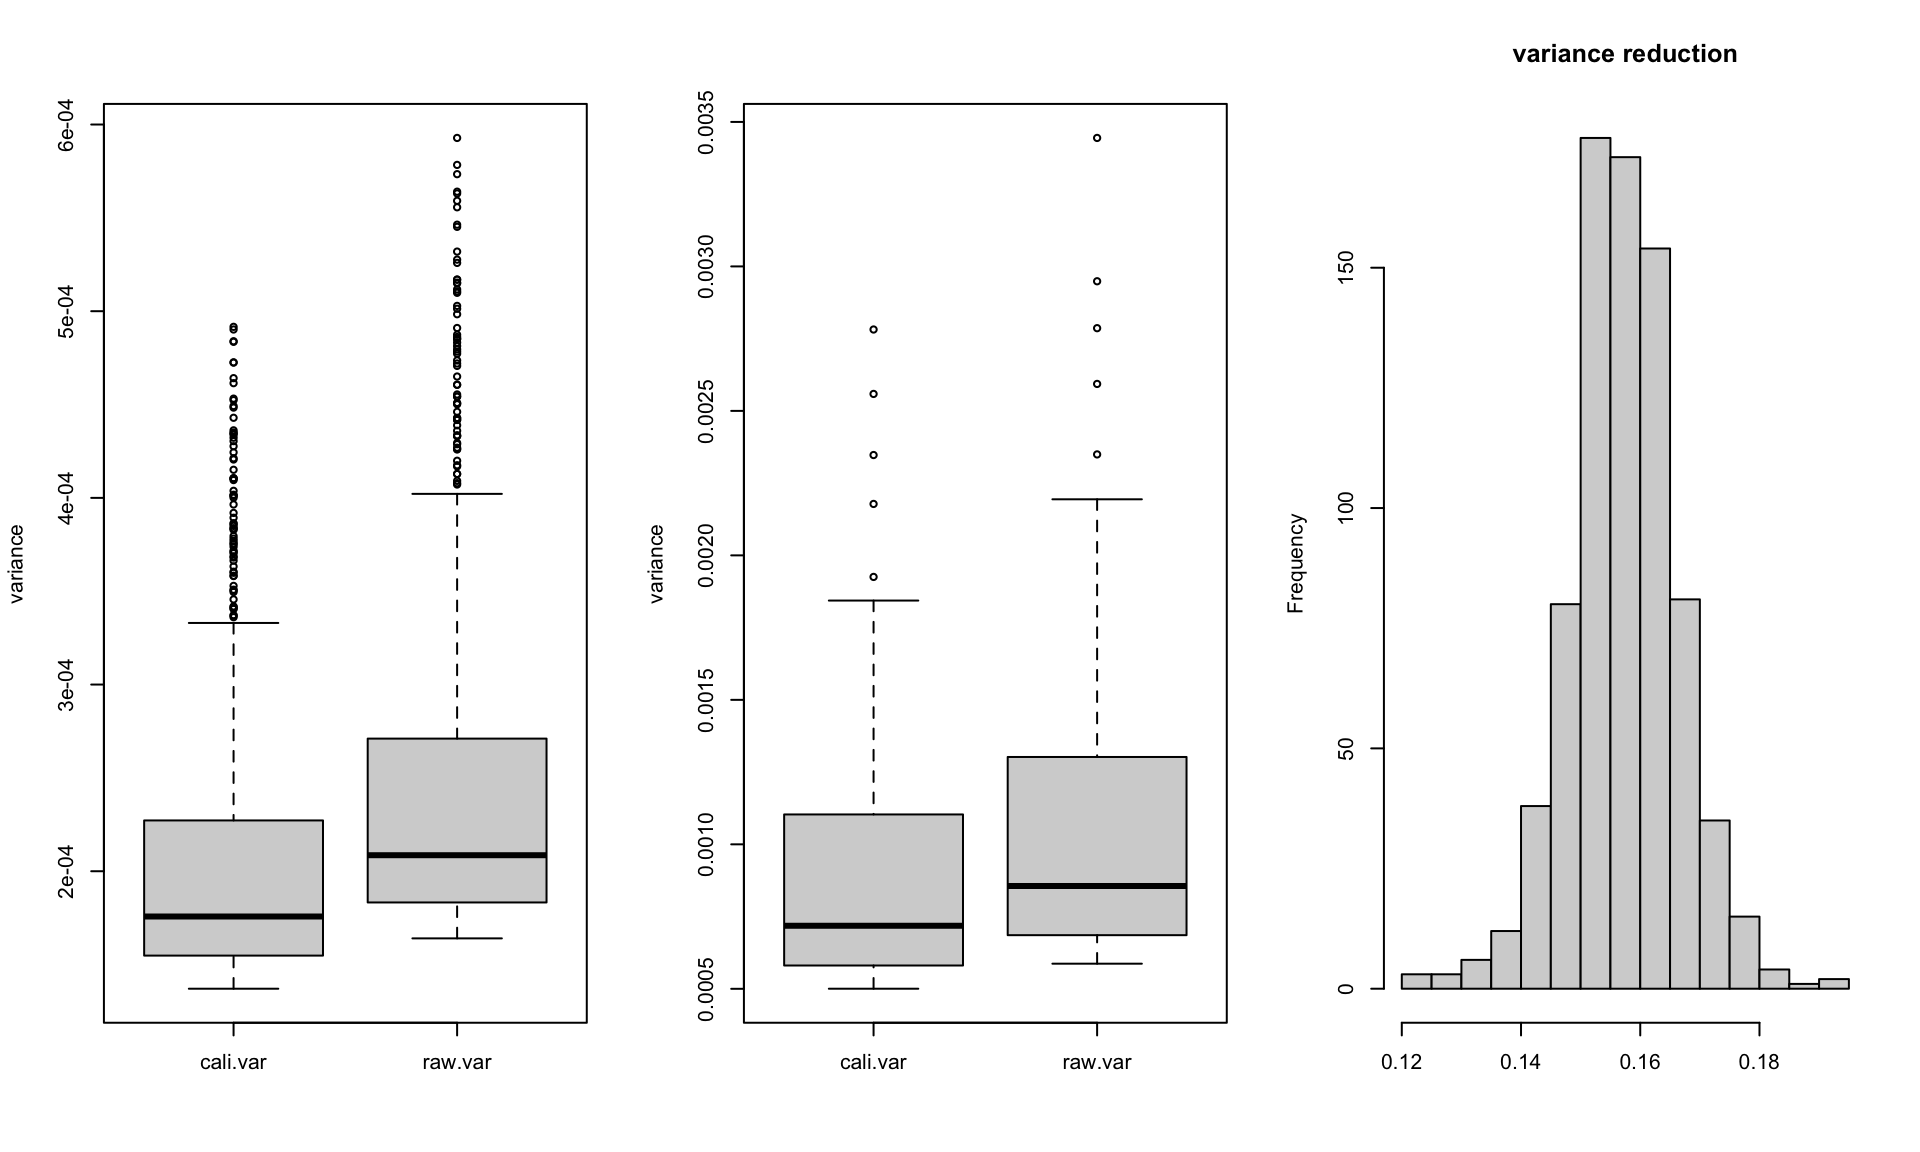 variance
6e-04
5e-04
4e-04
3e-04
2e-04
cali.var
raw.var
variance
0.0035
0.0030
0.0025
0.0020
0.0015
0.0010
0.0005
cali.var
raw.var
variance reduction
Frequency
150
100
50
0
0.12
0.14
0.16
0.18